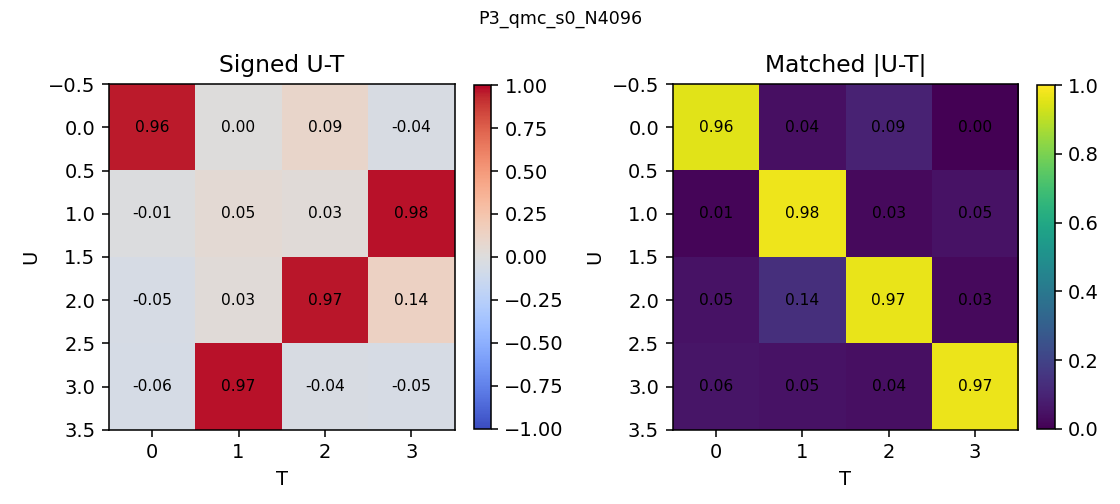 P3_qmc_s0_N4096
Signed U-T
−0.5
0.0
0.5
1.0
1.5
2.0
2.5
3.0
3.5
U
0.96 0.00 0.09 -0.04
-0.01 0.05 0.03 0.98
-0.05 0.03 0.97 0.14
-0.06 0.97 -0.04 -0.05
0 1 2 3
T
1.00
0.75
0.50
0.25
0.00
−0.25
−0.50
−0.75
−1.00
Matched |U-T|
−0.5
0.0
0.5
1.0
1.5
2.0
2.5
3.0
3.5
U
0.96 0.04 0.09 0.00
0.01 0.98 0.03 0.05
0.05 0.14 0.97 0.03
0.06 0.05 0.04 0.97
0 1 2 3
T
1.0
0.8
0.6
0.4
0.2
0.0